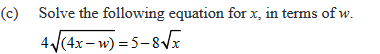 (c) Solve the following equation for x, in terms of w.
4√(4x – w) = 5 – 8√x